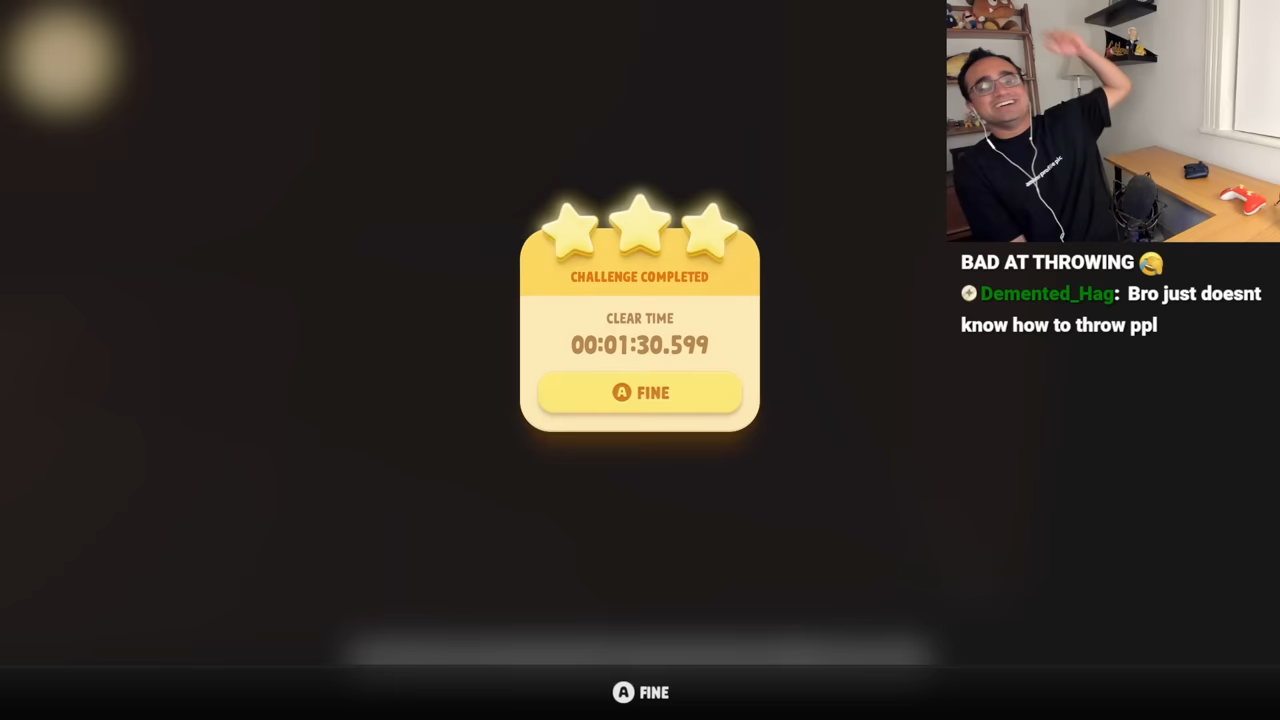 CHALLENGE COMPLETED
CLEAR TIME
00:01:30.599
A FINE
BAD AT THROWING 😂
Demented_Hag: Bro just doesnt
know how to throw ppl
A FINE